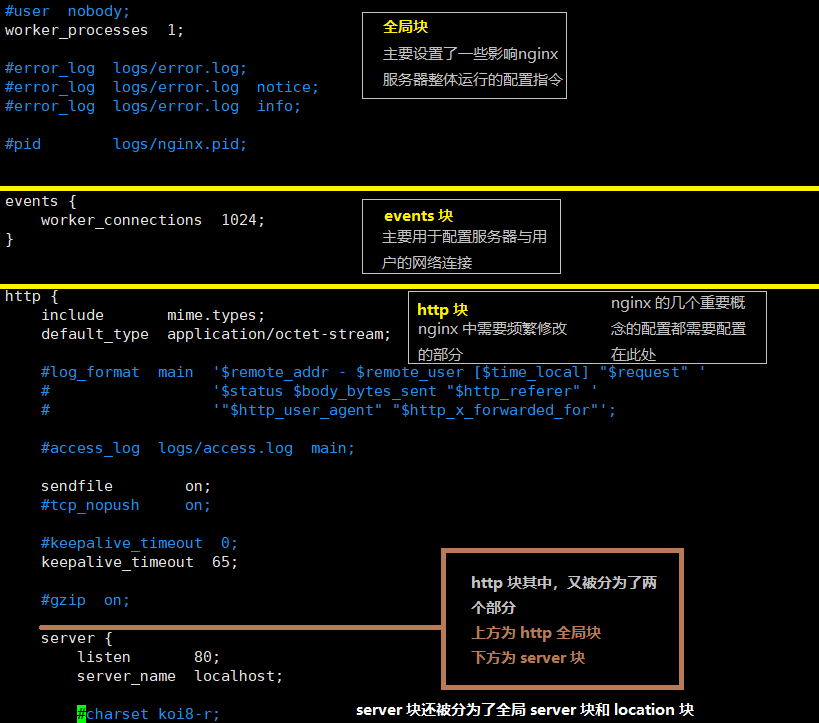 #user  nobody;
worker_processes  1;
全局块
主要设置了一些影响nginx
服务器整体运行的配置指令
#error_log  logs/error.log;
#error_log  logs/error.log  notice;
#error_log  logs/error.log  info;
#pid        logs/nginx.pid;
events {
    worker_connections  1024;
}
events 块
主要用于配置服务器与用
户的网络连接
http {
    include       mime.types;
    default_type  application/octet-stream;
http 块
nginx 中需要频繁修改
的部分
nginx 的几个重要概
念的配置都需要配置
在此处
    #log_format  main  '$remote_addr - $remote_user [$time_local] "$request" '
    #                  '$status $body_bytes_sent "$http_referer" '
    #                  '"$http_user_agent" "$http_x_forwarded_for"';
    #access_log  logs/access.log  main;
    sendfile        on;
    #tcp_nopush     on;
    #keepalive_timeout  0;
    keepalive_timeout  65;
    #gzip  on;
http 块其中，又被分为了两
个部分
上方为 http 全局块
下方为 server 块
    server {
        listen       80;
        server_name  localhost;
        #charset koi8-r;
server 块还被分为了全局 server 块和 location 块